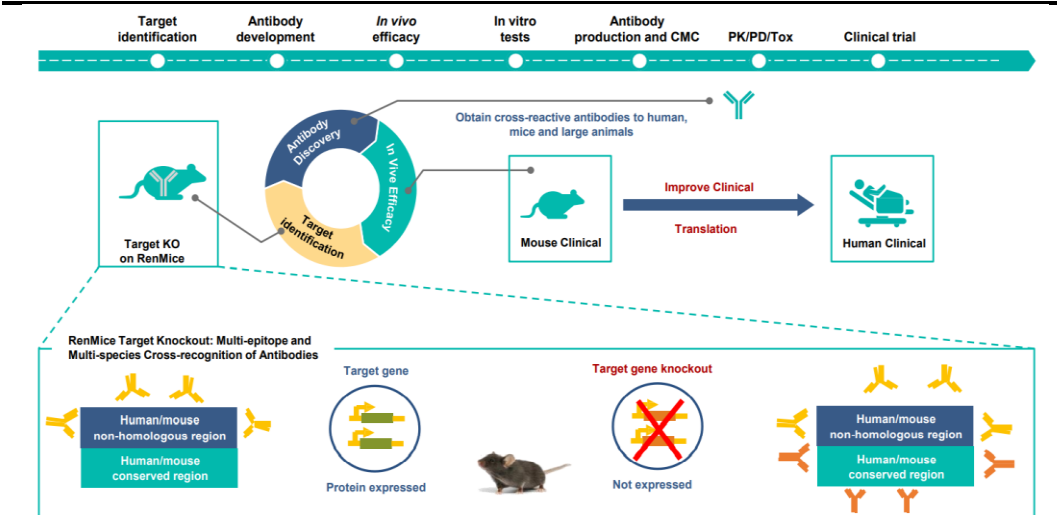 Target
identification
Antibody
development
In vivo
efficacy
In vitro
tests
Antibody
production and CMC
PK/PD/Tox
Clinical trial
Antibody
Discovery
In Vive Efficacy
Target
identification
Obtain cross-reactive antibodies to human,
mice and large animals
Target KO
on RenMice
Mouse Clinical
Improve Clinical
Translation
Human Clinical
RenMice Target Knockout: Multi-epitope and
Multi-species Cross-recognition of Antibodies
Human/mouse
non-homologous region
Human/mouse
conserved region
Target gene
Protein expressed
Target gene knockout
Not expressed
Human/mouse
non-homologous region
Human/mouse
conserved region